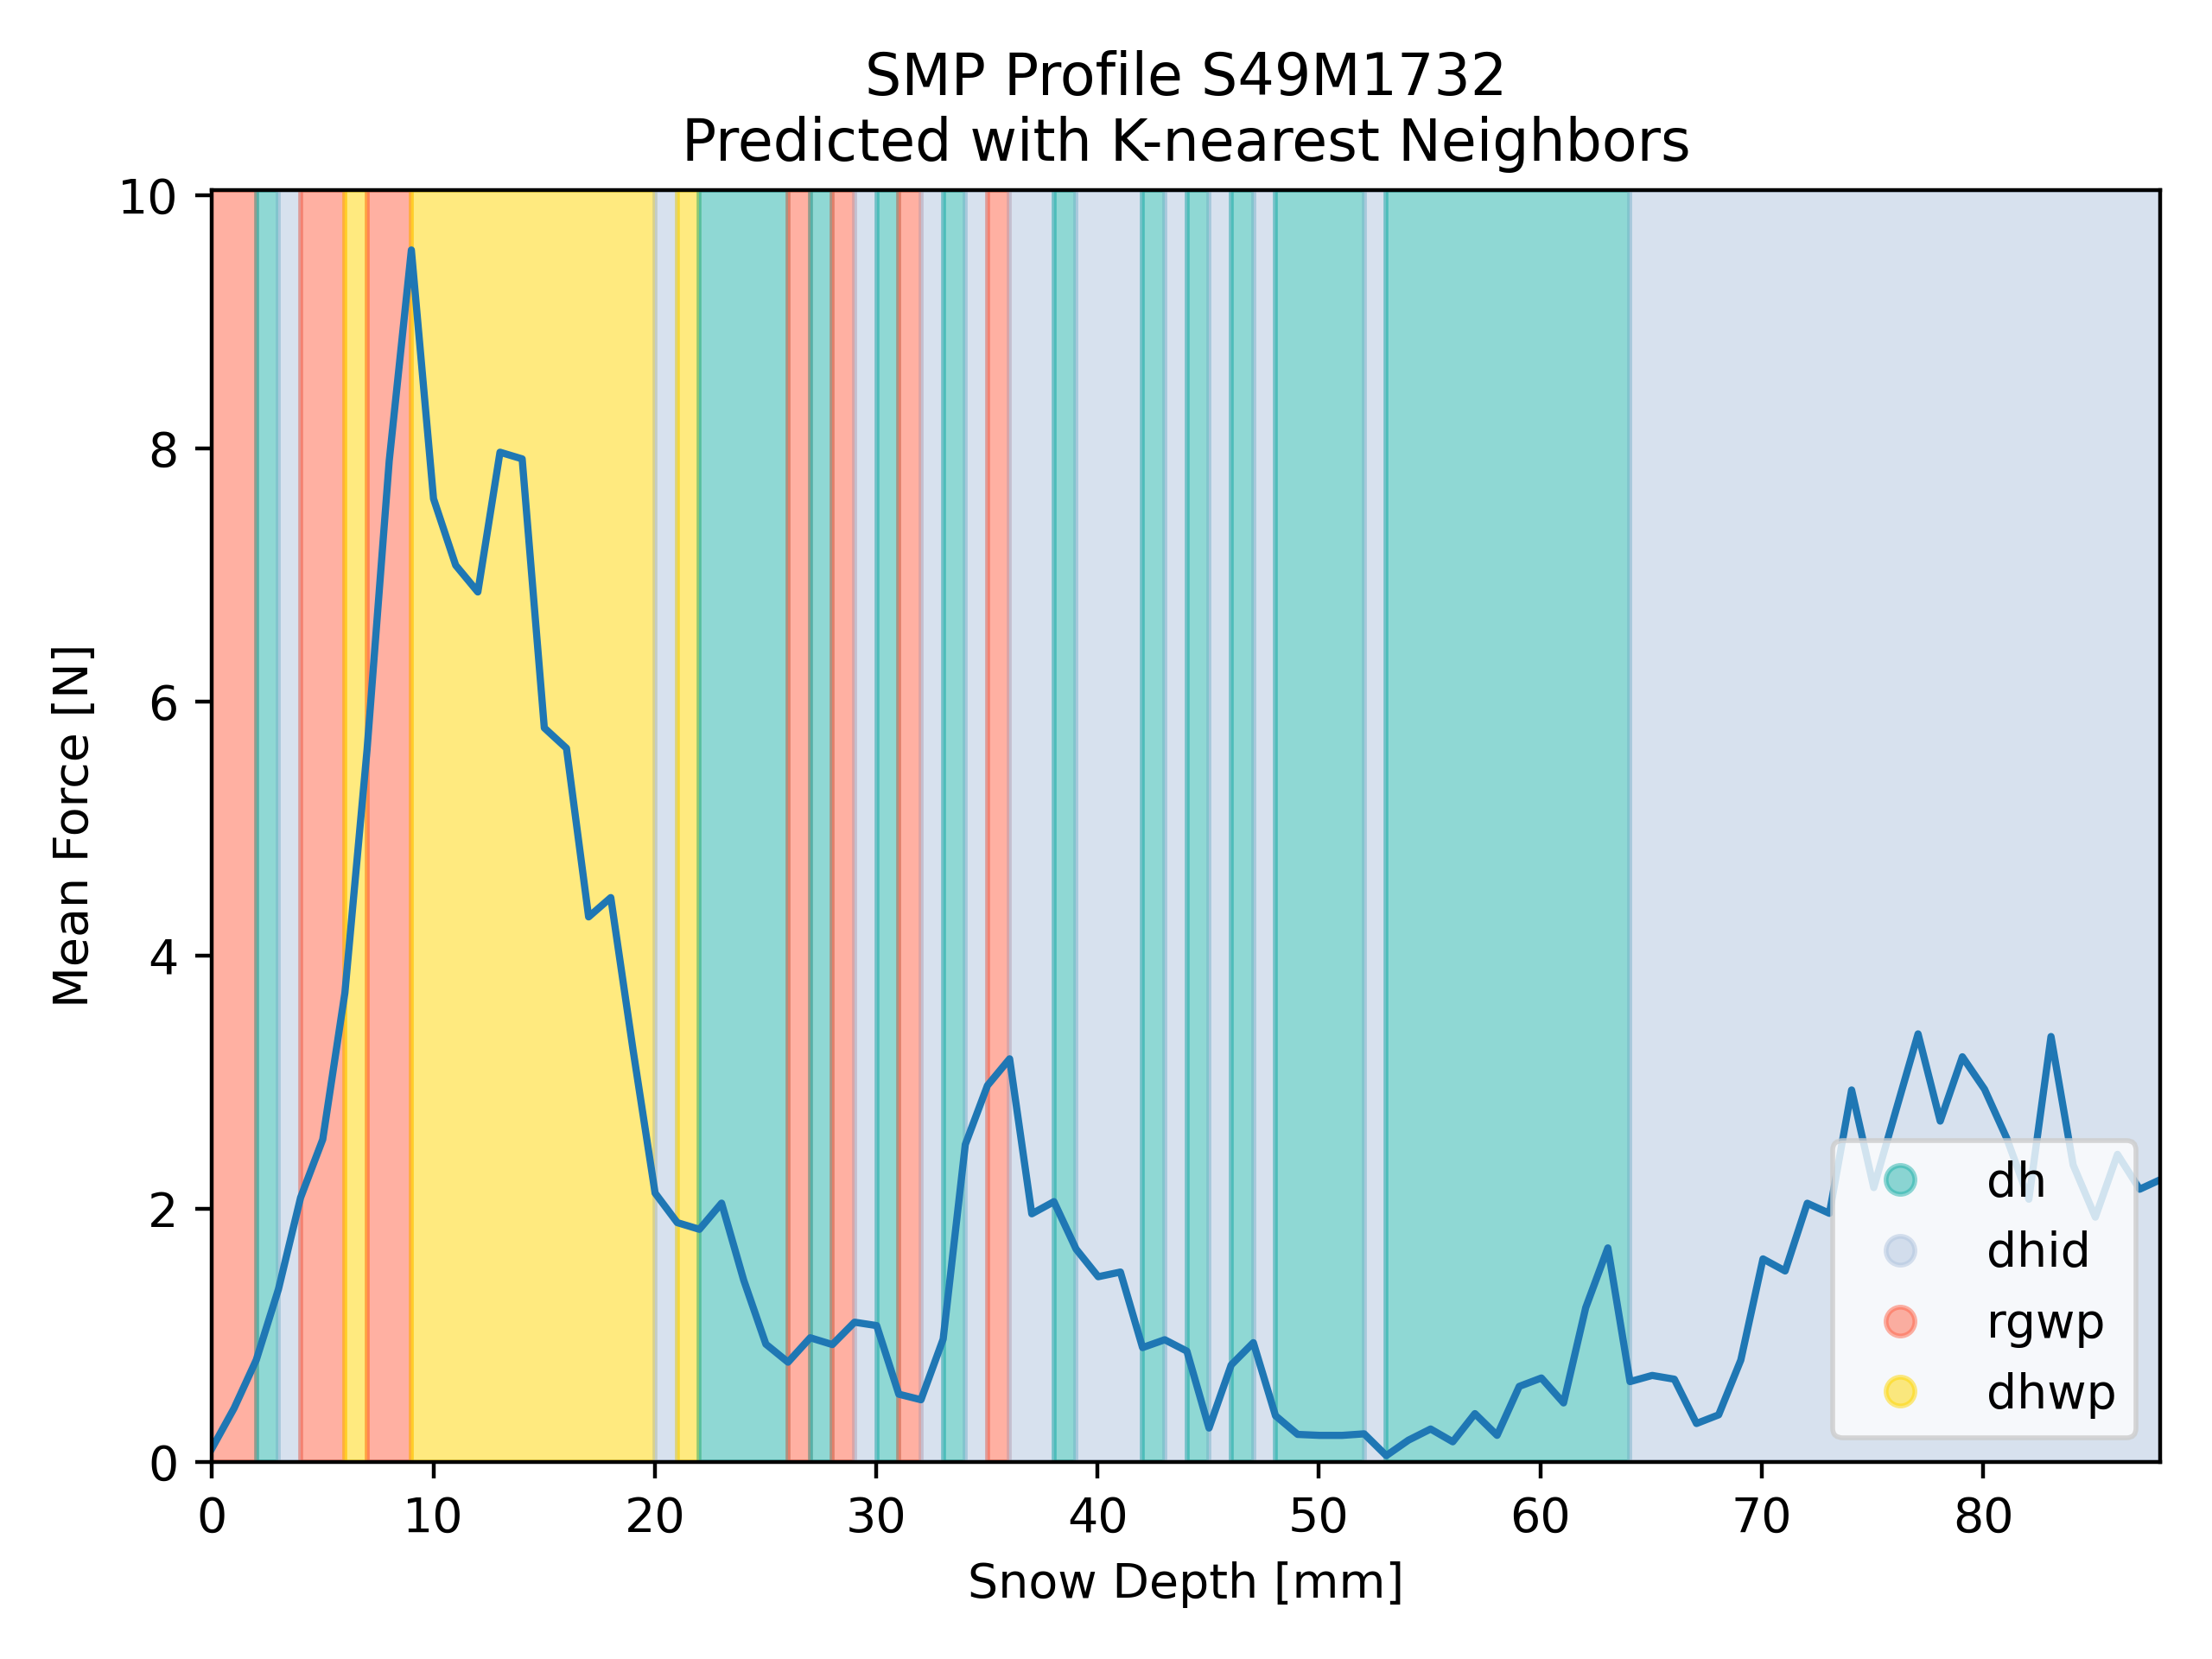 SMP Profile S49M1732
Predicted with K-nearest Neighbors
10
8
6
4
2
0
Mean Force [N]
0 10 20 30 40 50 60 70 80
Snow Depth [mm]
dh
dhid
rgwp
dhwp